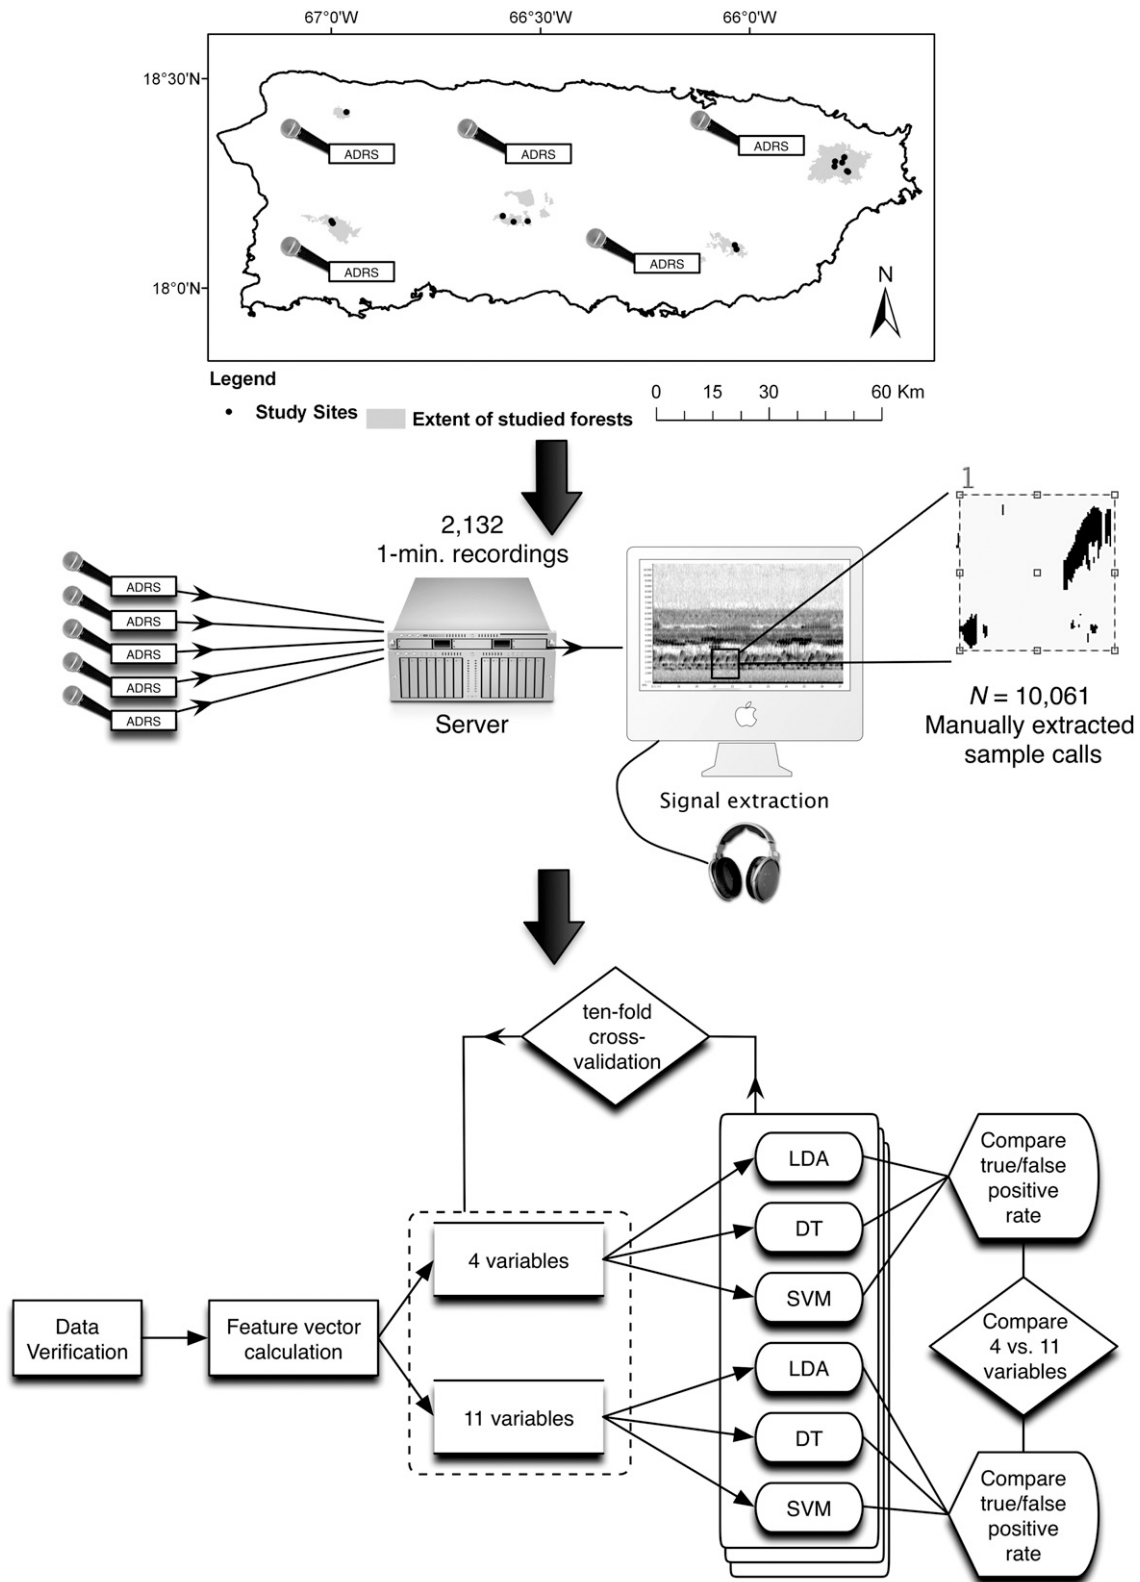 67°0'W
66°30'W
66°0'W
18°30'N
ADRS
ADRS
ADRS
ADRS
ADRS
18°0'N
N
Legend
Study Sites
Extent of studied forests
0 15 30 60 Km
2,132
1-min. recordings
ADRS
ADRS
ADRS
ADRS
ADRS
Server
Signal extraction
1
N = 10,061
Manually extracted
sample calls
ten-fold
cross-
validation
Data
Verification
Feature vector
calculation
4 variables
11 variables
LDA
DT
SVM
LDA
DT
SVM
Compare
true/false
positive
rate
Compare
4 vs. 11
variables
Compare
true/false
positive
rate